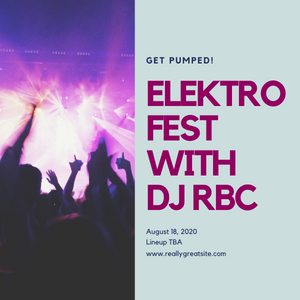 GET PUMPED!
ELEKTRO
FEST
WITH
DJ RBC
August 18, 2020
Lineup TBA
www.reallygreatsite.com